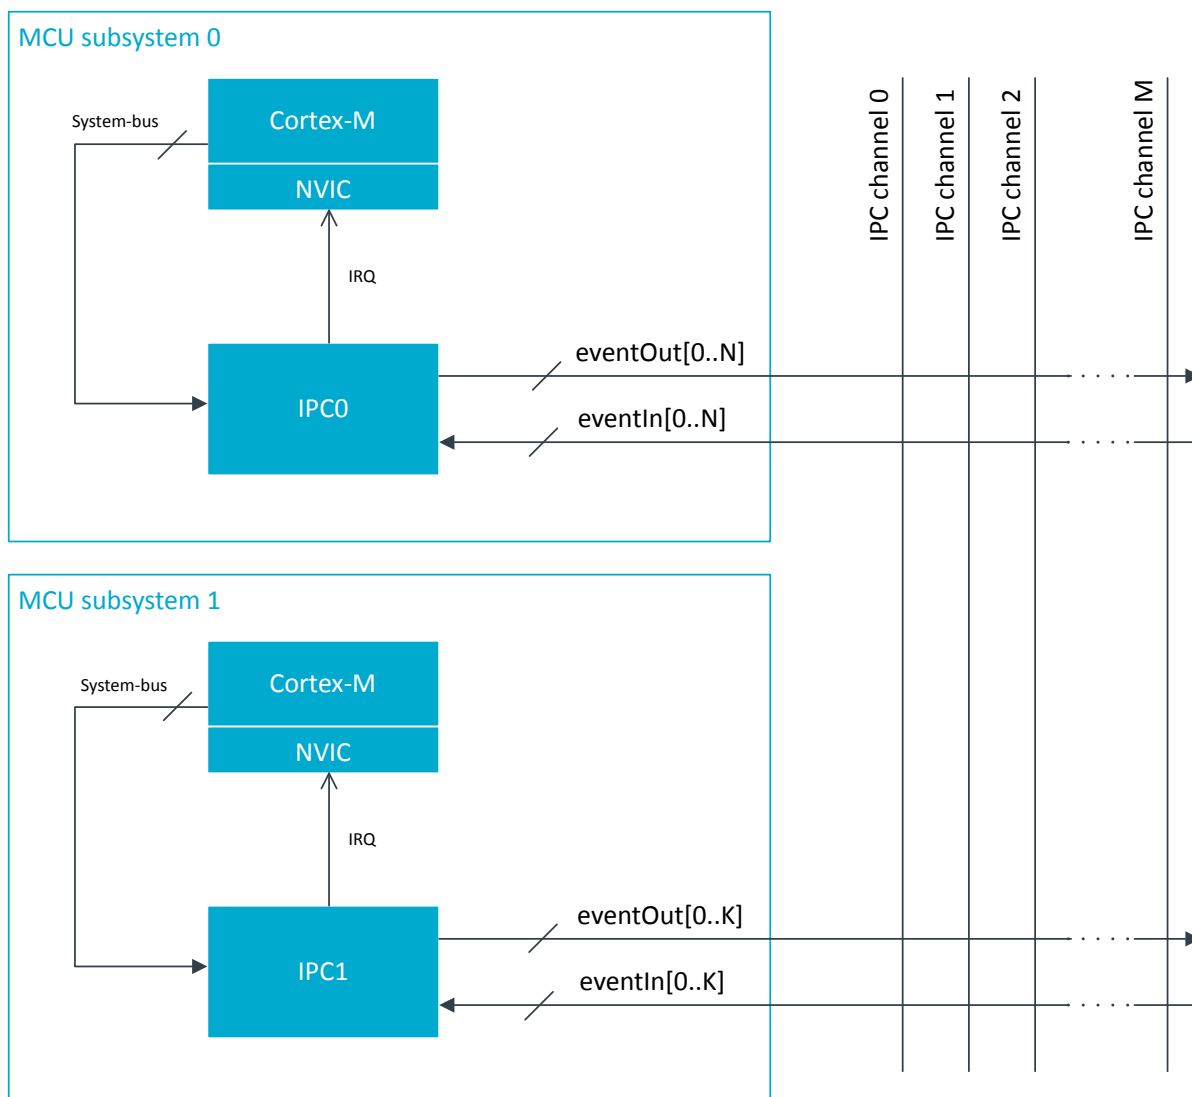 MCU subsystem 0
System-bus
Cortex-M
NVIC
IRQ
IPC0
eventOut[0..N]
eventIn[0..N]
IPC channel 0
IPC channel 1
IPC channel 2
IPC channel M
MCU subsystem 1
System-bus
Cortex-M
NVIC
IRQ
IPC1
eventOut[0..K]
eventIn[0..K]